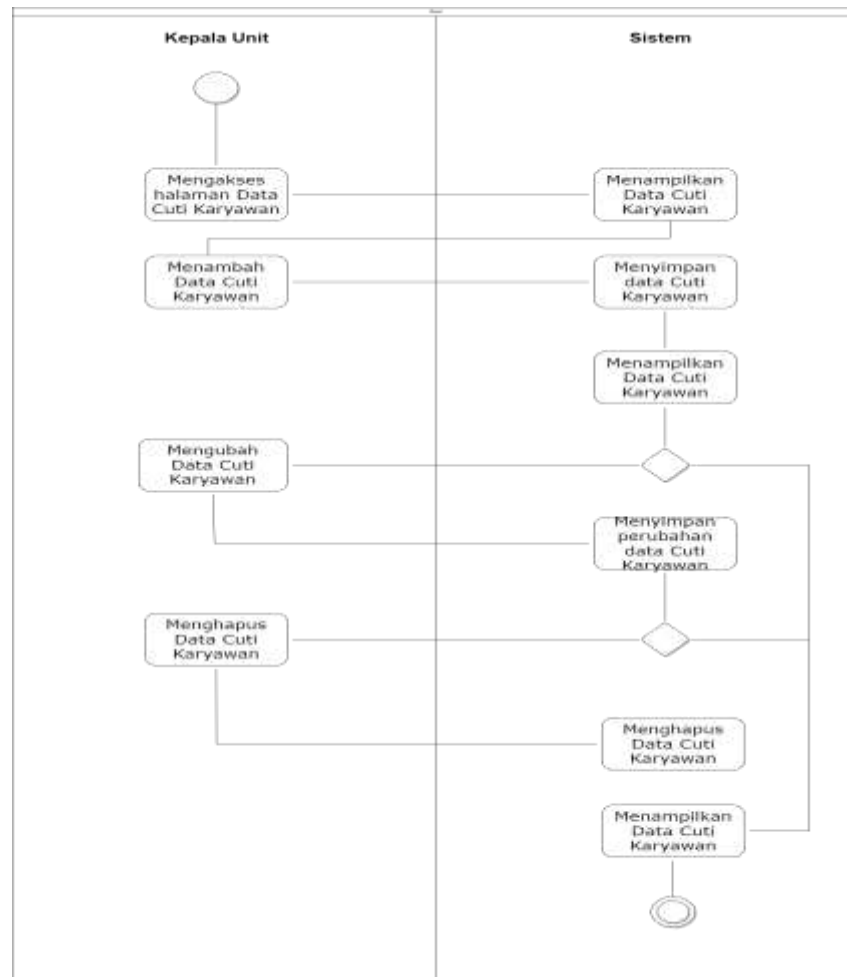 Kepala Unit
Sistem
Mengakses
halaman Data
Cuti Karyawan
Menampilkan
Data Cuti
Karyawan
Menambah
Data Cuti
Karyawan
Menyimpan
data Cuti
Karyawan
Menampilkan
Data Cuti
Karyawan
Mengubah
Data Cuti
Karyawan
Menyimpan
perubahan
data Cuti
Karyawan
Menghapus
Data Cuti
Karyawan
Menghapus
Data Cuti
Karyawan
Menampilkan
Data Cuti
Karyawan